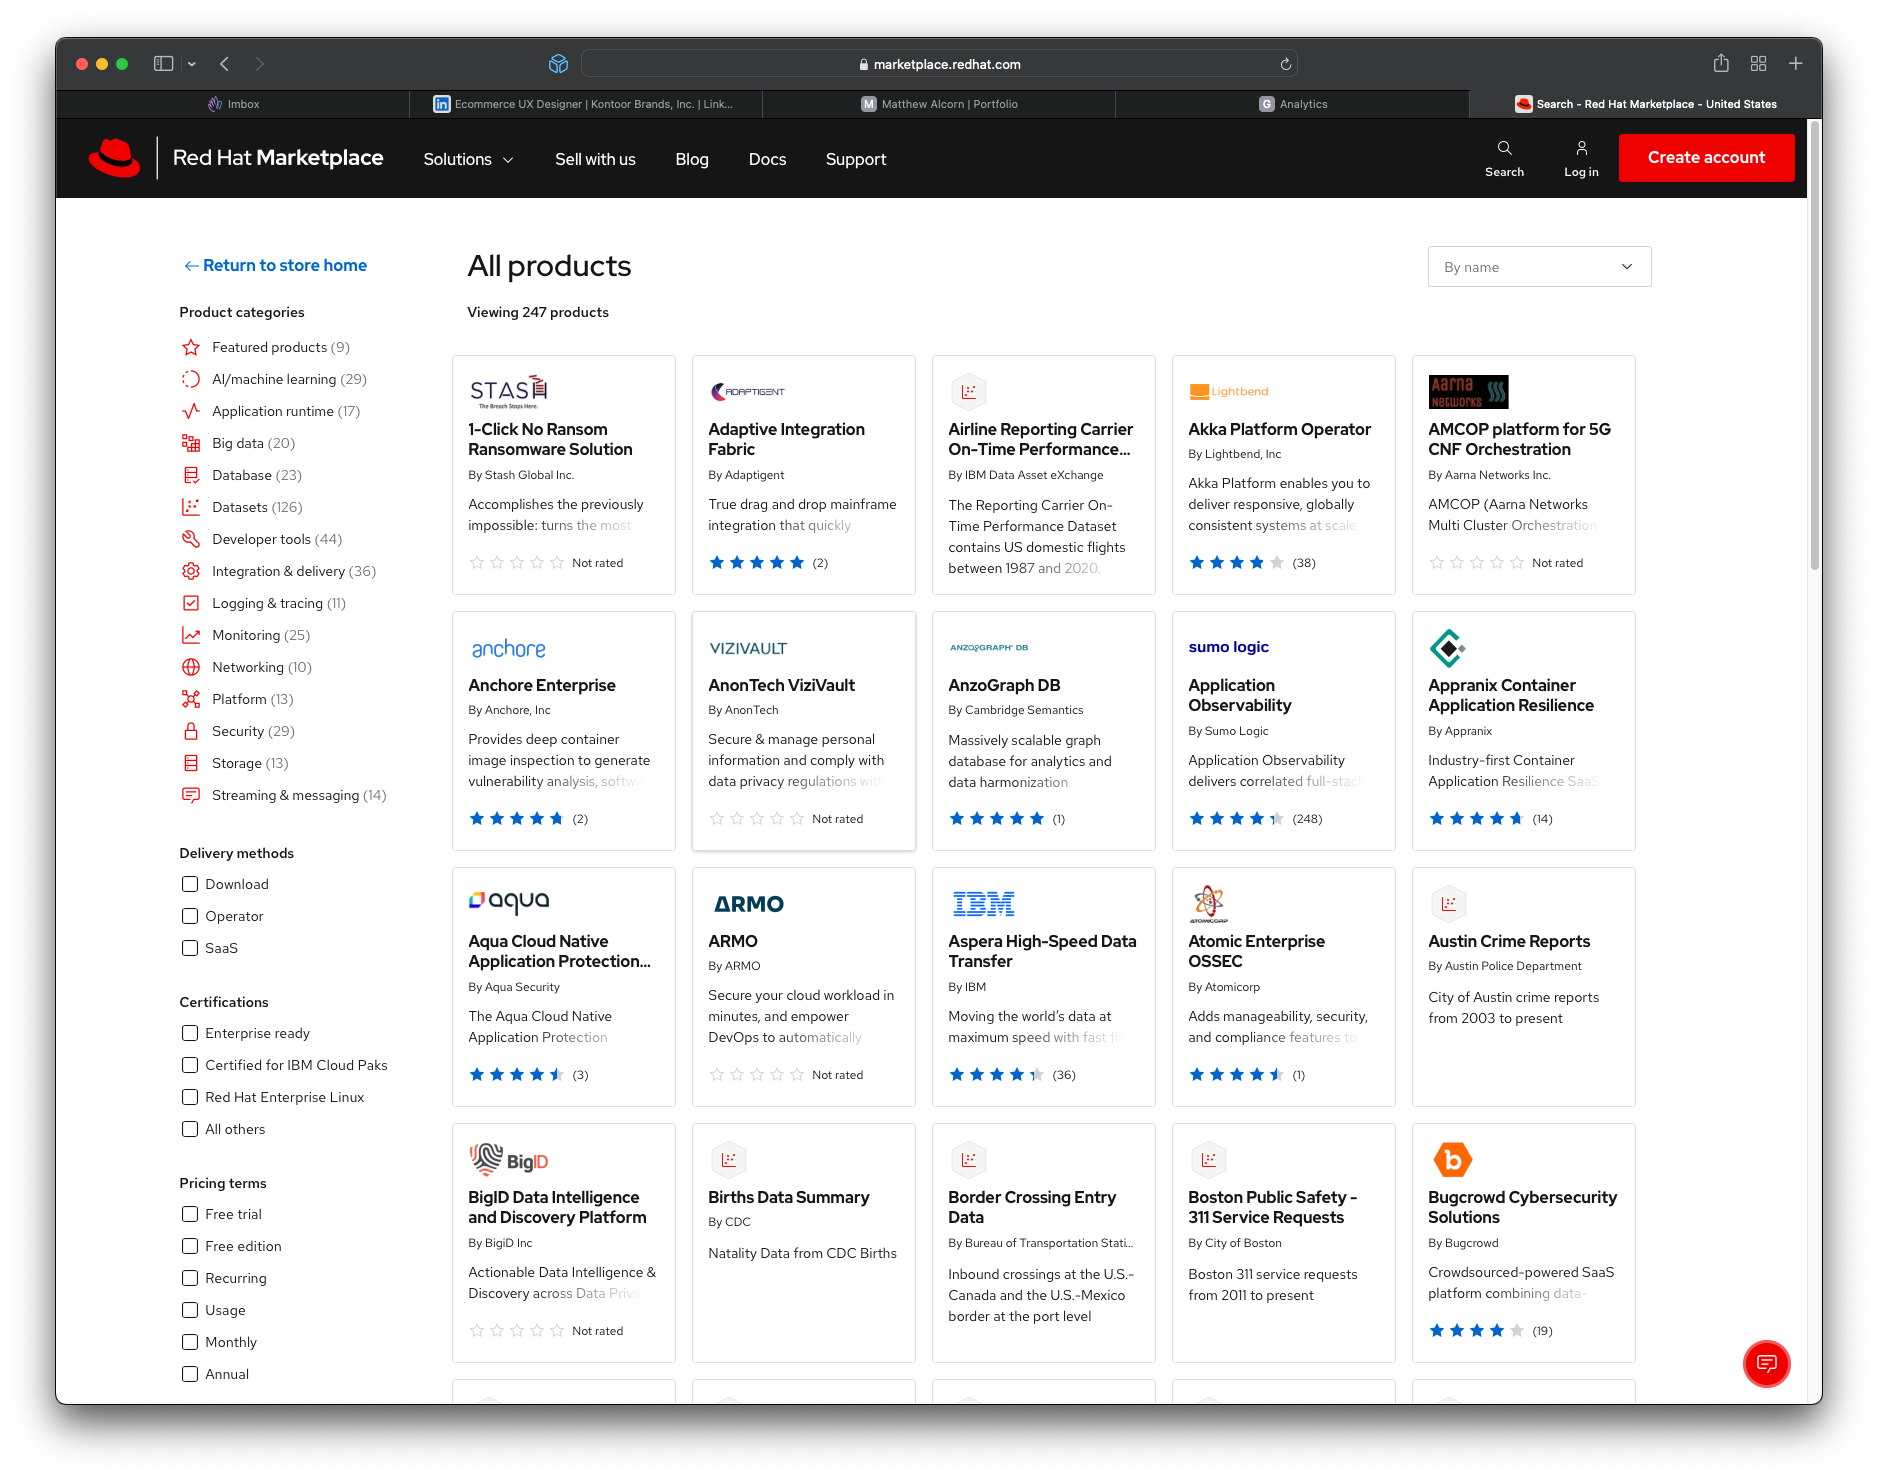 marketplace.redhat.com
Imbox
Ecommerce UX Designer | Kontoor Brands, Inc. | Link...
M Matthew Alcorn | Portfolio
G Analytics
Search - Red Hat Marketplace - United States
Red Hat Marketplace
Solutions
Sell with us
Blog
Docs
Support
Search
Log in
Create account
Return to store home
Product categories
Featured products (9)
AI/machine learning (29)
Application runtime (17)
Big data (20)
Database (23)
Datasets (126)
Developer tools (44)
Integration & delivery (36)
Logging & tracing (11)
Monitoring (25)
Networking (10)
Platform (13)
Security (29)
Storage (13)
Streaming & messaging (14)
Delivery methods
Download
Operator
SaaS
Certifications
Enterprise ready
Certified for IBM Cloud Paks
Red Hat Enterprise Linux
All others
Pricing terms
Free trial
Free edition
Recurring
Usage
Monthly
Annual
All products
By name
Viewing 247 products
STASH
The Breach Stops Here.
1-Click No Ransom
Ransomware Solution
By Stash Global Inc.
Accomplishes the previously
impossible: turns the most
Not rated
ADAPTIGENT
Adaptive Integration
Fabric
By Adaptigent
True drag and drop mainframe
integration that quickly
(2)
Airline Reporting Carrier
On-Time Performance...
By IBM Data Asset eXchange
The Reporting Carrier On-
Time Performance Dataset
contains US domestic flights
between 1987 and 2020.
Lightbend
Akka Platform Operator
By Lightbend, Inc
Akka Platform enables you to
deliver responsive, globally
consistent systems at scale,
(38)
Aarna
Networks
AMCOP platform for 5G
CNF Orchestration
By Aarna Networks Inc.
AMCOP (Aarna Networks
Multi Cluster Orchestration
Not rated
anchore
Anchore Enterprise
By Anchore, Inc
Provides deep container
image inspection to generate
vulnerability analysis, softwa
(2)
VIZIVAULT
AnonTech ViziVault
By AnonTech
Secure & manage personal
information and comply with
data privacy regulations with
Not rated
ANZOGRAPH DB
AnzoGraph DB
By Cambridge Semantics
Massively scalable graph
database for analytics and
data harmonization
(1)
sumo logic
Application
Observability
By Sumo Logic
Application Observability
delivers correlated full-stack
(248)
Appranix Container
Application Resilience
By Appranix
Industry-first Container
Application Resilience SaaS
(14)
aqua
Aqua Cloud Native
Application Protection...
By Aqua Security
The Aqua Cloud Native
Application Protection
(3)
ARMO
ARMO
By ARMO
Secure your cloud workload in
minutes, and empower
DevOps to automatically
Not rated
IBM
Aspera High-Speed Data
Transfer
By IBM
Moving the world's data at
maximum speed with fast fi
(36)
ATOMICORP
Atomic Enterprise
OSSEC
By Atomicorp
Adds manageability, security,
and compliance features to
(1)
Austin Crime Reports
By Austin Police Department
City of Austin crime reports
from 2003 to present
BigID
BigID Data Intelligence
and Discovery Platform
By BigiD Inc
Actionable Data Intelligence &
Discovery across Data Priva
Not rated
Births Data Summary
By CDC
Natality Data from CDC Births
Border Crossing Entry
Data
By Bureau of Transportation Stati...
Inbound crossings at the U.S.-
Canada and the U.S.-Mexico
border at the port level
Boston Public Safety -
311 Service Requests
By City of Boston
Boston 311 service requests
from 2011 to present
b
Bugcrowd Cybersecurity
Solutions
By Bugcrowd
Crowdsourced-powered SaaS
platform combining data-
(19)